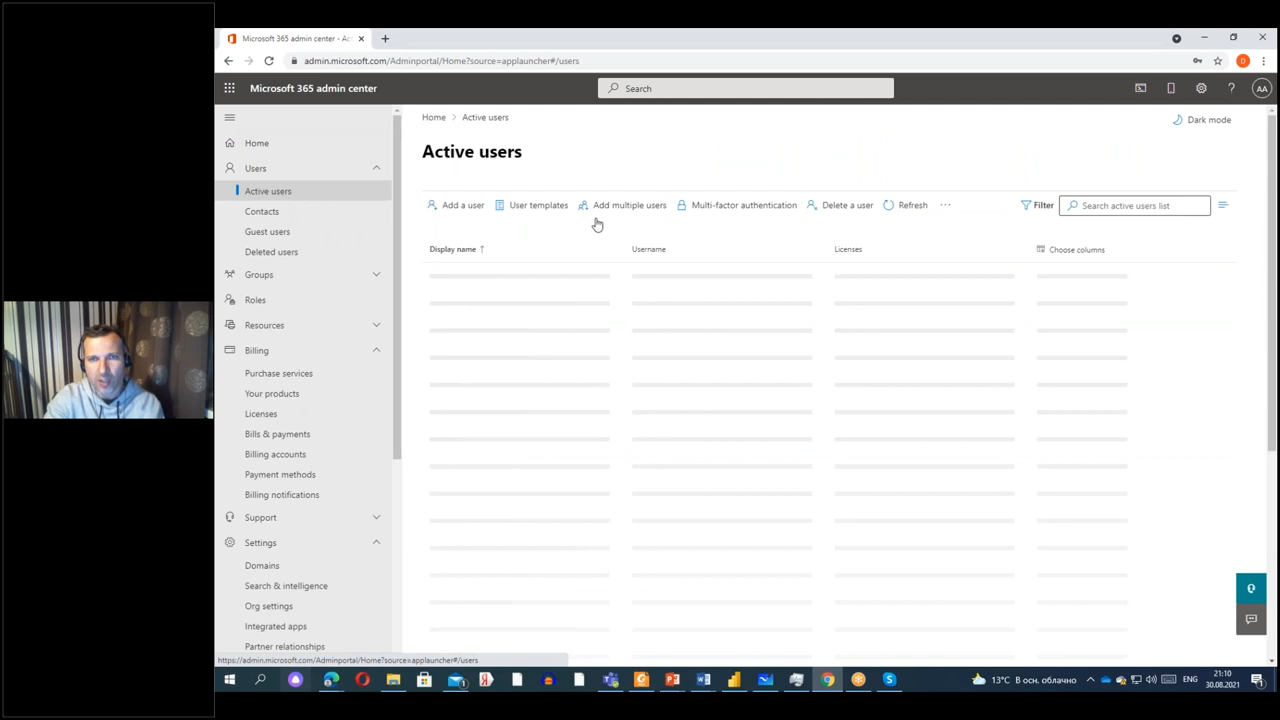 Microsoft 365 admin center - Ac
admin.microsoft.com/Adminportal/Home?source=applauncher#/users
D
Microsoft 365 admin center
Search
AA
Home
Users
Active users
Contacts
Guest users
Deleted users
Groups
Roles
Resources
Billing
Purchase services
Your products
Licenses
Bills & payments
Billing accounts
Payment methods
Billing notifications
Support
Settings
Domains
Search & intelligence
Org settings
Integrated apps
Partner relationships
Home > Active users
Dark mode
Active users
Add a user
User templates
Add multiple users
Multi-factor authentication
Delete a user
Refresh
Filter
Search active users list
Display name ↑
Username
Licenses
Choose columns
https://admin.microsoft.com/Adminportal/Home?source=applauncher#/users
13°C В осн. облачно
ENG
21:10
30.08.2021